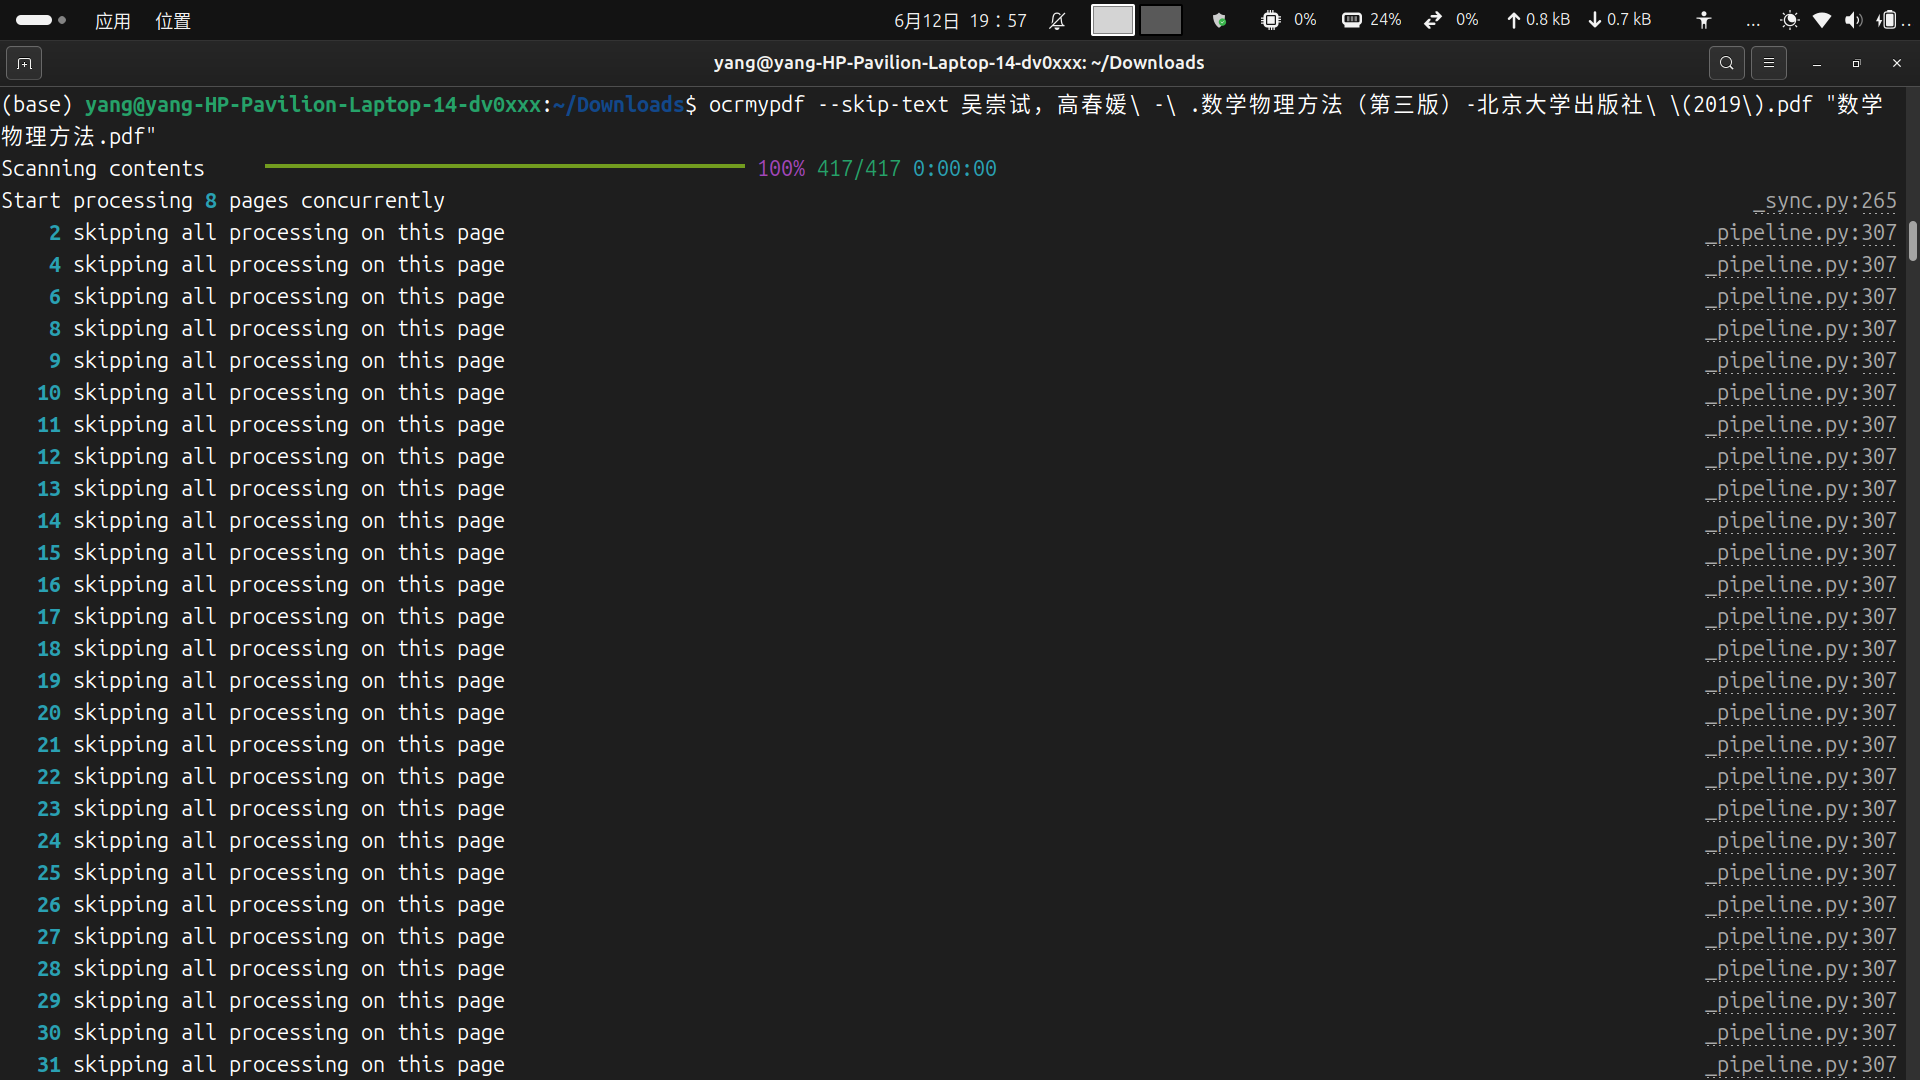 应用 位置 6月12日 19：57 0% 24% 0% 0.8 kB 0.7 kB ... ..
yang@yang-HP-Pavilion-Laptop-14-dv0xxx: ~/Downloads
(base) yang@yang-HP-Pavilion-Laptop-14-dv0xxx:~/Downloads$ ocrmypdf --skip-text 吴崇试，高春媛\ -\ .数学物理方法（第三版）-北京大学出版社\ \(2019\).pdf "数学
物理方法.pdf"
Scanning contents 100% 417/417 0:00:00
Start processing 8 pages concurrently _sync.py:265
2 skipping all processing on this page _pipeline.py:307
4 skipping all processing on this page _pipeline.py:307
6 skipping all processing on this page _pipeline.py:307
8 skipping all processing on this page _pipeline.py:307
9 skipping all processing on this page _pipeline.py:307
10 skipping all processing on this page _pipeline.py:307
11 skipping all processing on this page _pipeline.py:307
12 skipping all processing on this page _pipeline.py:307
13 skipping all processing on this page _pipeline.py:307
14 skipping all processing on this page _pipeline.py:307
15 skipping all processing on this page _pipeline.py:307
16 skipping all processing on this page _pipeline.py:307
17 skipping all processing on this page _pipeline.py:307
18 skipping all processing on this page _pipeline.py:307
19 skipping all processing on this page _pipeline.py:307
20 skipping all processing on this page _pipeline.py:307
21 skipping all processing on this page _pipeline.py:307
22 skipping all processing on this page _pipeline.py:307
23 skipping all processing on this page _pipeline.py:307
24 skipping all processing on this page _pipeline.py:307
25 skipping all processing on this page _pipeline.py:307
26 skipping all processing on this page _pipeline.py:307
27 skipping all processing on this page _pipeline.py:307
28 skipping all processing on this page _pipeline.py:307
29 skipping all processing on this page _pipeline.py:307
30 skipping all processing on this page _pipeline.py:307
31 skipping all processing on this page _pipeline.py:307